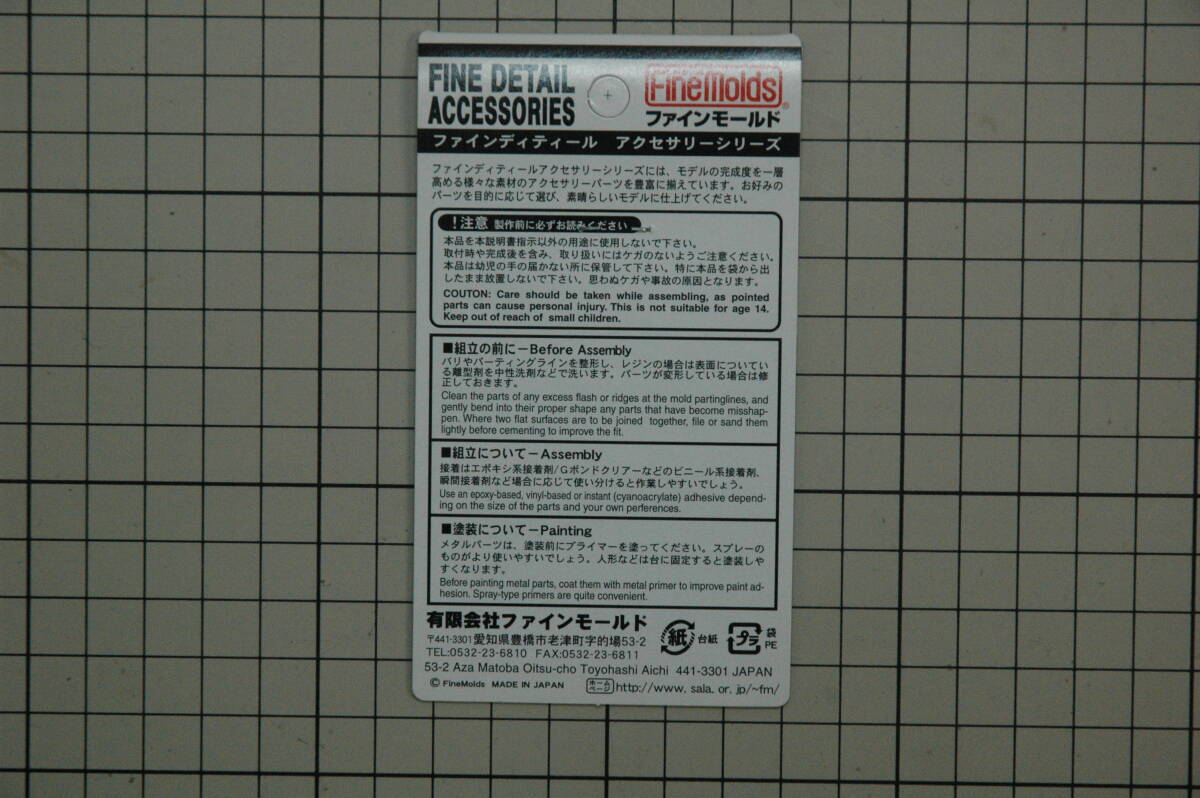 FINE DETAIL
ACCESSORIES
FineMolds®
ファインモールド
ファインディティール アクセサリーシリーズ
ファインディティールアクセサリーシリーズには、モデルの完成度を一層
高める様々な素材のアクセサリーパーツを豊富に揃えています。お好みの
パーツを目的に応じて選び、素晴らしいモデルに仕上げてください。
！注意 製作前に必ずお読みください
本品を本説明書指示以外の用途に使用しないで下さい。
取付時や完成後を含み、取り扱いにはケガのないようご注意ください。
本品は幼児の手の届かない所に保管して下さい。特に本品を袋から出
したまま放置しないで下さい。思わぬケガや事故の原因となります。
COUTON: Care should be taken while assembling, as pointed
parts can cause personal injury. This is not suitable for age 14.
Keep out of reach of small children.
■組立の前に−Before Assembly
バリやパーティングラインを整形し、レジンの場合は表面についてい
る離型剤を中性洗剤などで洗います。パーツが変形している場合は修
正しておきます。
Clean the parts of any excess flash or ridges at the mold partinglines, and
gently bend into their proper shape any parts that have become misshap-
pen. Where two flat surfaces are to be joined together, file or sand them
lightly before cementing to improve the fit.
■組立について−Assembly
接着はエポキシ系接着剤/Gボンドクリアーなどのビニール系接着剤、
瞬間接着剤など場合に応じて使い分けると作業しやすいでしょう。
Use an epoxy-based, vinyl-based or instant (cyanoacrylate) adhesive depend-
ing on the size of the parts and your own perferences.
■塗装について−Painting
メタルパーツは、塗装前にプライマーを塗ってください。スプレーの
ものがより使いやすいでしょう。人形などは台に固定すると塗装しや
すくなります。
Before painting metal parts, coat them with metal primer to improve paint ad-
hesion. Spray-type primers are quite convenient.
有限会社ファインモールド
〒441-3301愛知県豊橋市老津町字的場53-2
TEL:0532-23-6810 FAX:0532-23-6811
紙 台紙
プラ 袋 PE
53-2 Aza Matoba Oitsu-cho Toyohashi Aichi 441-3301 JAPAN
© FineMolds MADE IN JAPAN
ホームページ http://www. sala. or. jp/~fm/